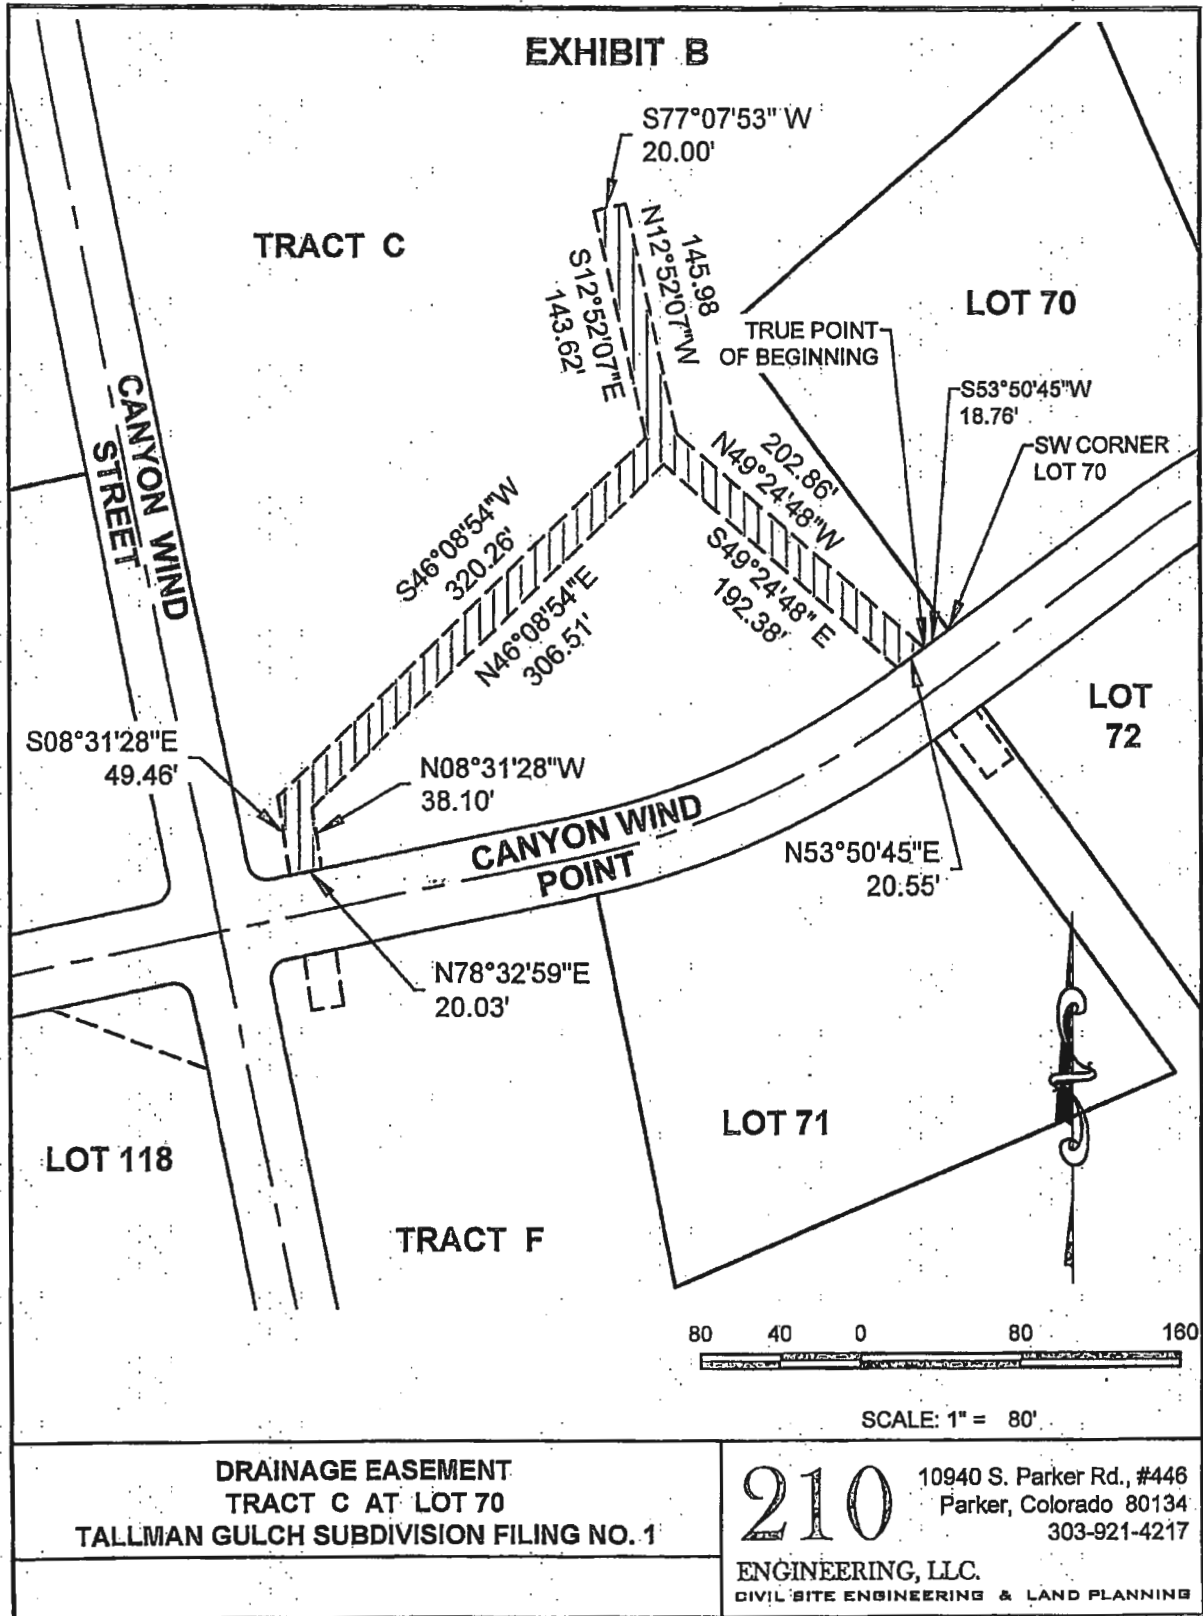 EXHIBIT B
S77°07'53" W
20.00'
TRACT C
N12°52'07"W
145.98
S12°52'07"E
143.62'
LOT 70
TRUE POINT
OF BEGINNING
S53°50'45"W
18.76'
SW CORNER
LOT 70
CANYON WIND
STREET
202.86'
N49°24'48"W
S49°24'48" E
192.38'
S46°08'54"W
320.26'
N46°08'54"E
306.51'
LOT
72
S08°31'28"E
49.46'
N08°31'28"W
38.10'
CANYON WIND
POINT
N53°50'45"E
20.55'
N78°32'59"E
20.03'
LOT 71
LOT 118
TRACT F
80 40 0 80 160
SCALE: 1" = 80'
DRAINAGE EASEMENT
TRACT C AT LOT 70
TALLMAN GULCH SUBDIVISION FILING NO. 1
210
10940 S. Parker Rd., #446
Parker, Colorado 80134
303-921-4217
ENGINEERING, LLC.
CIVIL SITE ENGINEERING & LAND PLANNING